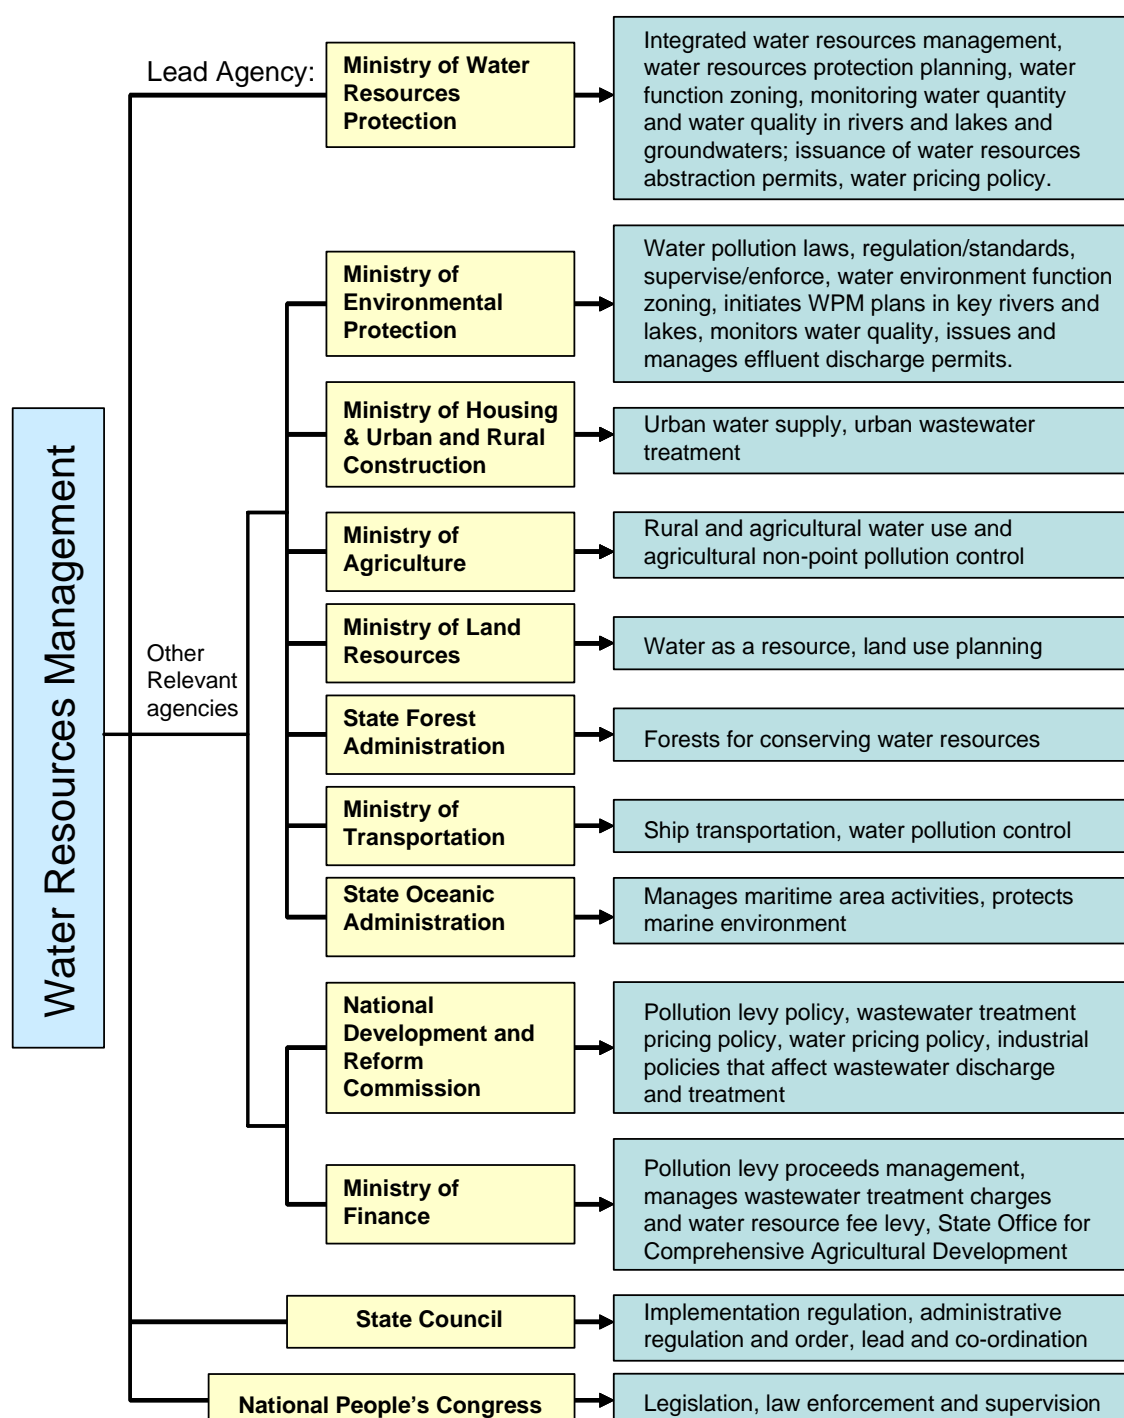 Water Resources Management
Lead Agency:
Ministry of Water
Resources
Protection
Integrated water resources management,
water resources protection planning, water
function zoning, monitoring water quantity
and water quality in rivers and lakes and
groundwaters; issuance of water resources
abstraction permits, water pricing policy.
Other
Relevant
agencies
Ministry of
Environmental
Protection
Water pollution laws, regulation/standards,
supervise/enforce, water environment function
zoning, initiates WPM plans in key rivers and
lakes, monitors water quality, issues and
manages effluent discharge permits.
Ministry of Housing
& Urban and Rural
Construction
Urban water supply, urban wastewater
treatment
Ministry of
Agriculture
Rural and agricultural water use and
agricultural non-point pollution control
Ministry of Land
Resources
Water as a resource, land use planning
State Forest
Administration
Forests for conserving water resources
Ministry of
Transportation
Ship transportation, water pollution control
State Oceanic
Administration
Manages maritime area activities, protects
marine environment
National
Development and
Reform
Commission
Pollution levy policy, wastewater treatment
pricing policy, water pricing policy, industrial
policies that affect wastewater discharge
and treatment
Ministry of
Finance
Pollution levy proceeds management,
manages wastewater treatment charges
and water resource fee levy, State Office for
Comprehensive Agricultural Development
State Council
Implementation regulation, administrative
regulation and order, lead and co-ordination
National People's Congress
Legislation, law enforcement and supervision